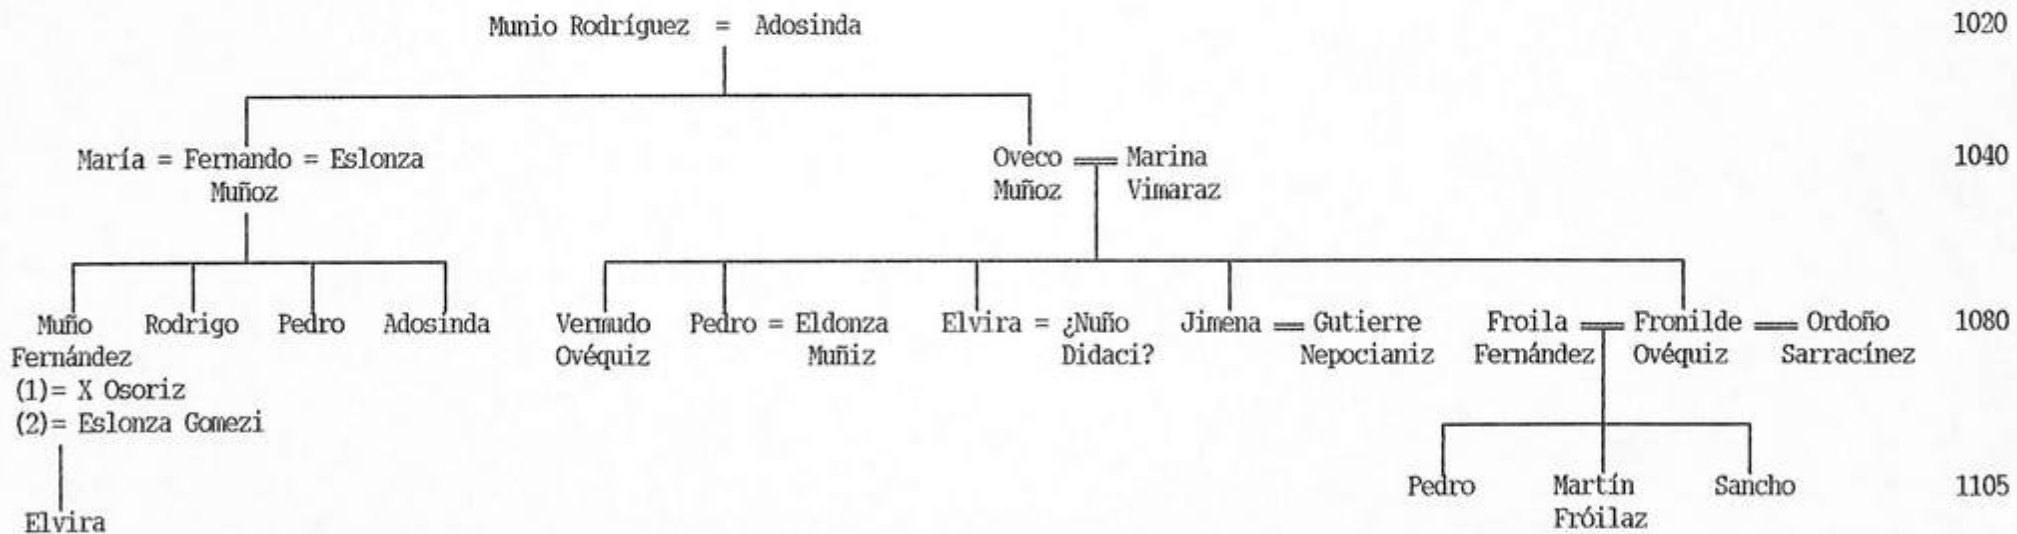 Munio Rodríguez = Adosinda 1020
María = Fernando = Eslonza Oveco = Marina 1040
Muñoz Muñoz Vimaraz
Muño Rodrigo Pedro Adosinda Vermudo Pedro = Eldonza Elvira = ¿Nuño Jimena = Gutierre Froila = Fronilde = Ordoño 1080
Fernández Ovéquiz Muñiz Didaci? Nepocianiz Fernández Ovéquiz Sarracínez
(1)= X Osoriz
(2)= Eslonza Gomezi
Pedro Martín Sancho 1105
Elvira Fróilaz